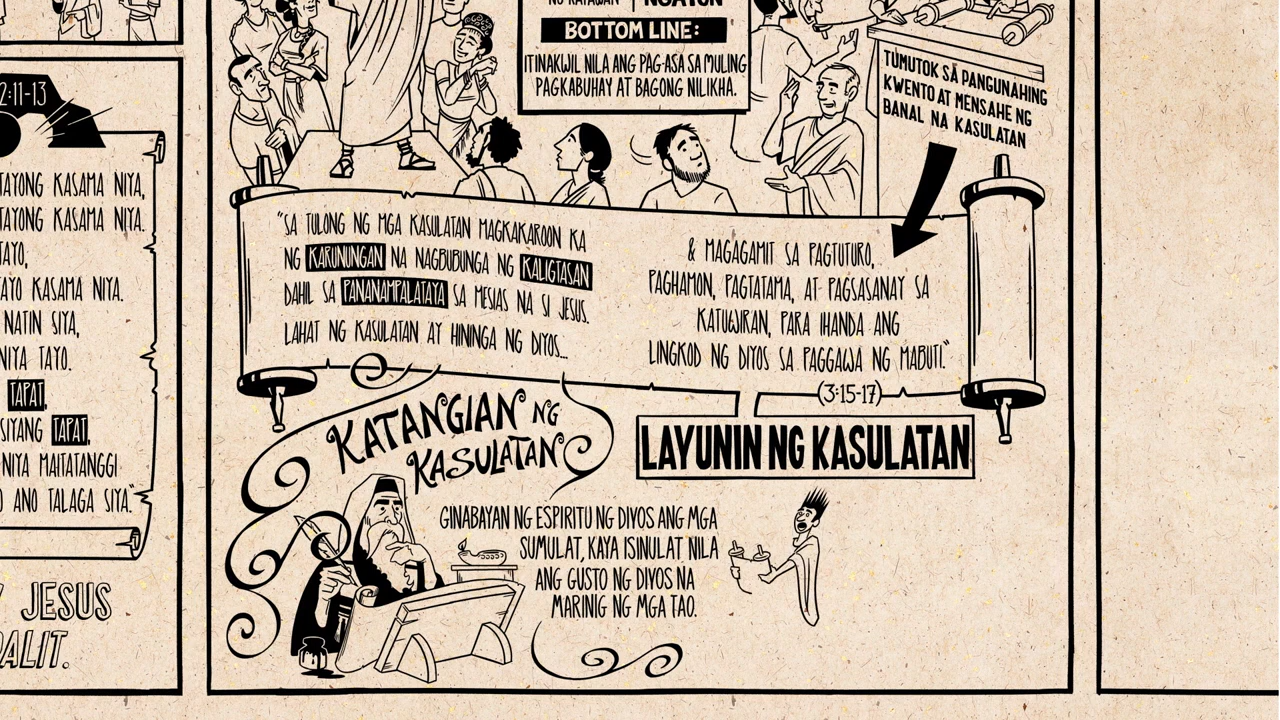 2:11-13
TAYONG KASAMA NIYA,
TAYONG KASAMA NIYA.
TAYO,
TAYO KASAMA NIYA.
NATIN SIYA,
NIYA TAYO.
TAPAT,
SIYANG TAPAT,
NIYA MAITATANGGI
ANO TALAGA SIYA."
JESUS
NGAYON
BOTTOM LINE:
ITINAKWIL NILA ANG PAG-ASA SA MULING
PAGKABUHAY AT BAGONG NILIKHA.
TUMUTOK SA PANGUNAHING
KWENTO AT MENSAHE NG
BANAL NA KASULATAN
"SA TULONG NG MGA KASULATAN MAGKAKAROON KA
NG KARUNUNGAN NA NAGBUBUNGA NG KALIGTASAN
DAHIL SA PANANAMPALATAYA SA MESIAS NA SI JESUS.
LAHAT NG KASULATAN AY HININGA NG DIYOS...
& MAGAGAMIT SA PAGTUTURO,
PAGHAMON, PAGTATAMA, AT PAGSASANAY SA
KATUWIRAN, PARA IHANDA ANG
LINGKOD NG DIYOS SA PAGGAWA NG MABUTI."
(3:15-17)
KATANGIAN NG
KASULATAN
LAYUNIN NG KASULATAN
GINABAYAN NG ESPIRITU NG DIYOS ANG MGA
SUMULAT, KAYA ISINULAT NILA
ANG GUSTO NG DIYOS NA
MARINIG NG MGA TAO.